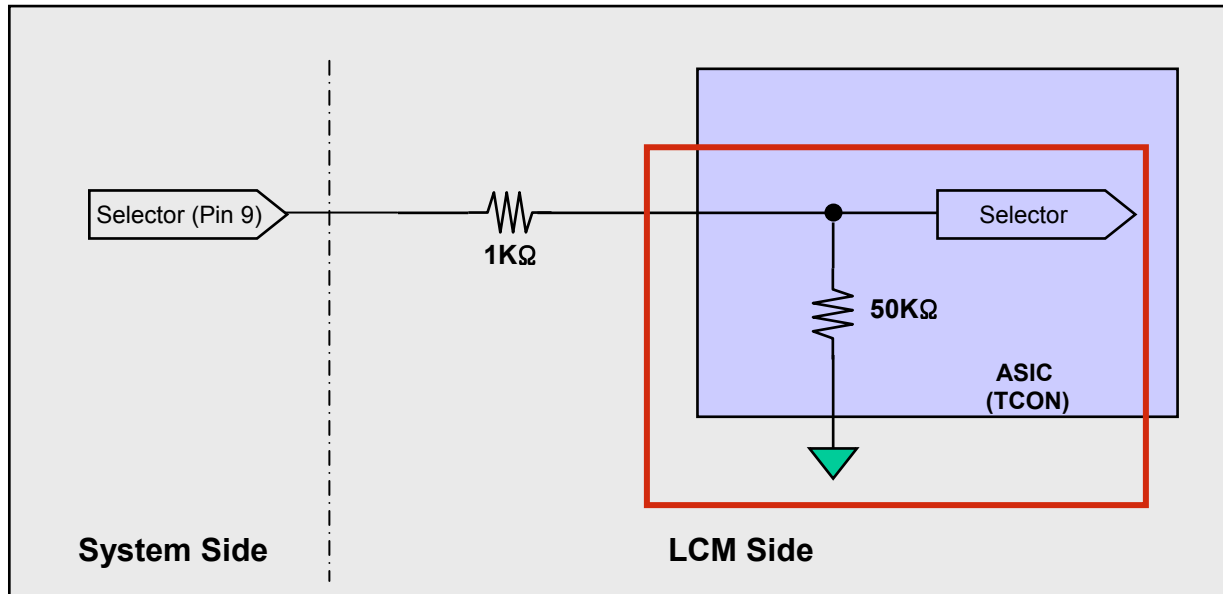 Selector (Pin 9)
1KΩ
Selector
50KΩ
ASIC
(TCON)
System Side
LCM Side